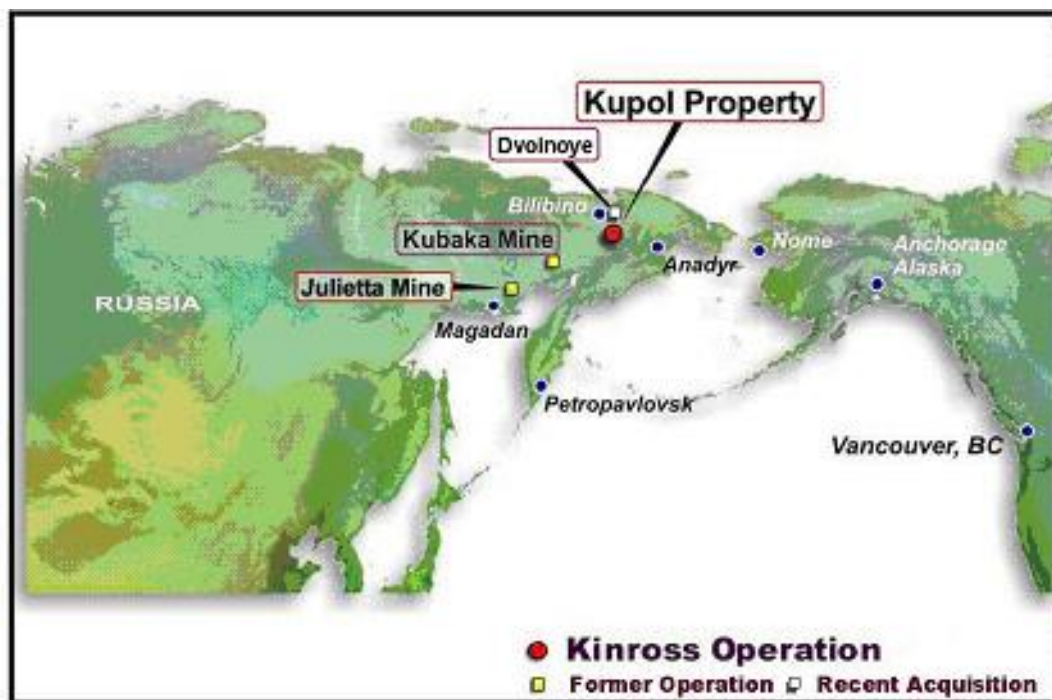 Kupol Property
Dvoinoye
Bilibino
Kubaka Mine
Nome
Anchorage
Alaska
Anadyr
Julietta Mine
RUSSIA
Magadan
Petropavlovsk
Vancouver, BC
Kinross Operation
Former Operation
Recent Acquisition